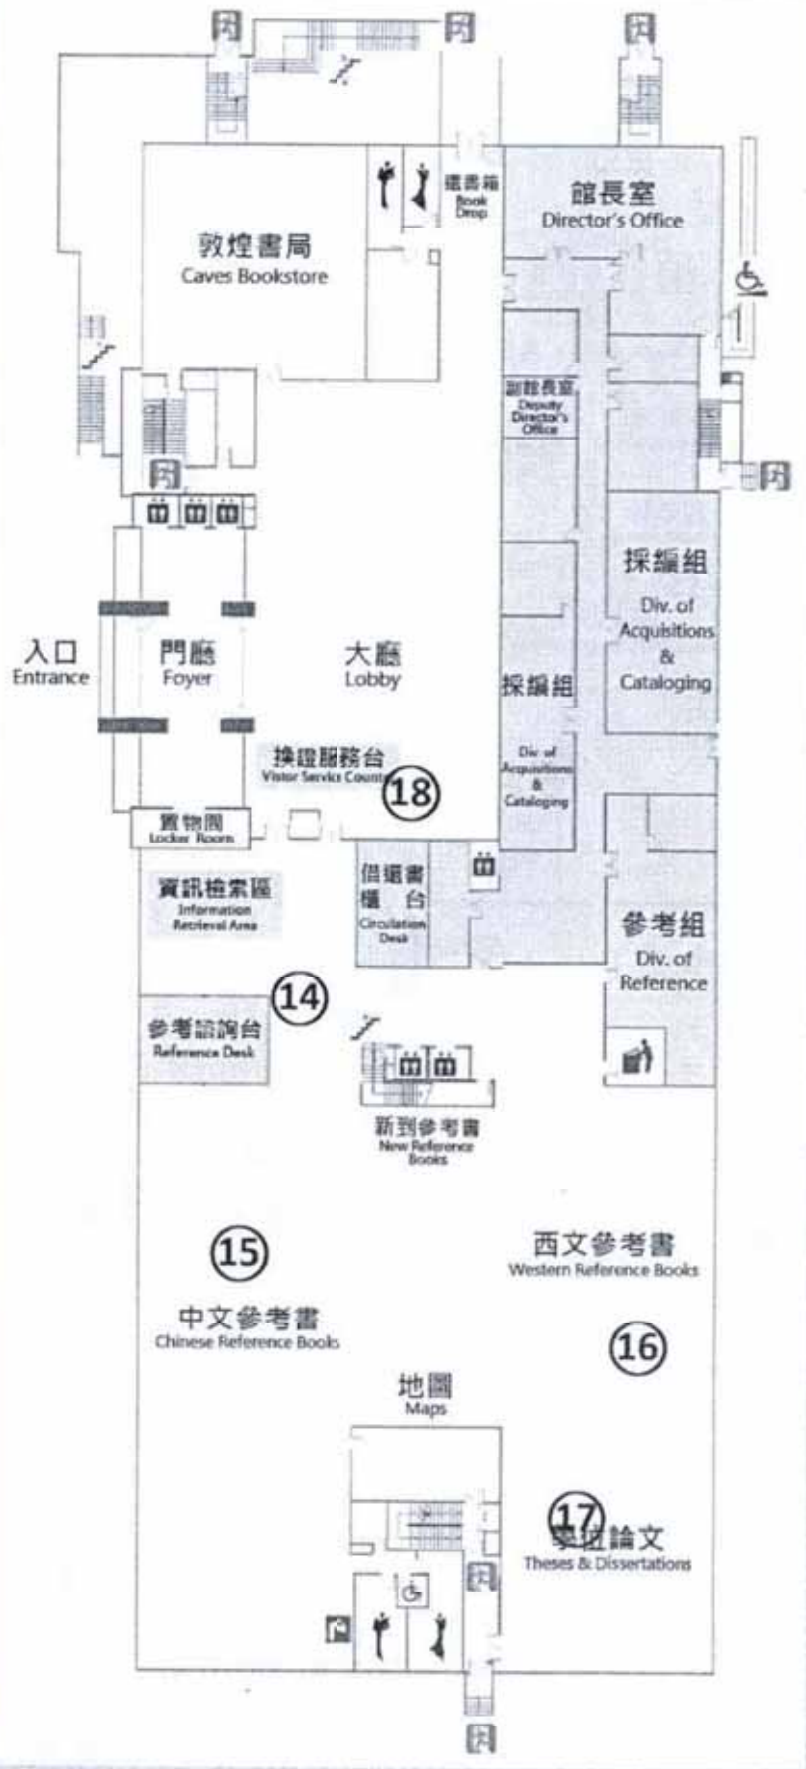 還書箱
Book
Drop
館長室
Director's Office
敦煌書局
Caves Bookstore
副館長室
Deputy
Director's
Office
採編組
Div. of
Acquisitions
&
Cataloging
入口
Entrance
門廳
Foyer
大廳
Lobby
採編組
Div. of
Acquisitions
&
Cataloging
換證服務台
Vistor Service Counter
18
置物間
Locker Room
資訊檢索區
Information
Retrieval Area
借還書
櫃台
Circulation
Desk
參考組
Div. of
Reference
14
參考諮詢台
Reference Desk
新到參考書
New Reference
Books
15
西文參考書
Western Reference Books
中文參考書
Chinese Reference Books
16
地圖
Maps
17
學位論文
Theses & Dissertations